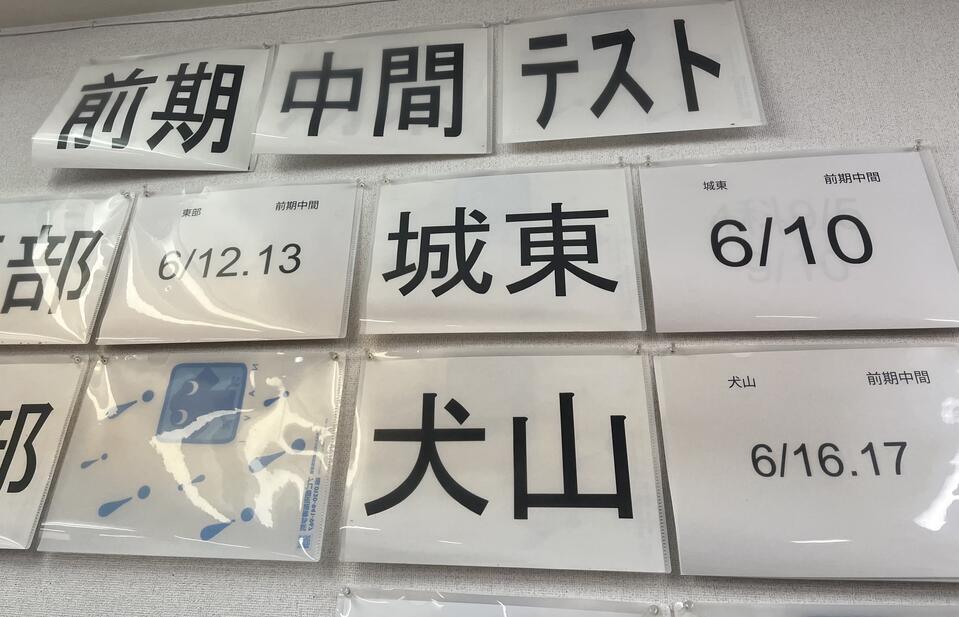 前期中間テスト
部
東部 前期中間
6/12.13
城東
城東 前期中間
6/10
部
犬山
犬山 前期中間
6/16.17